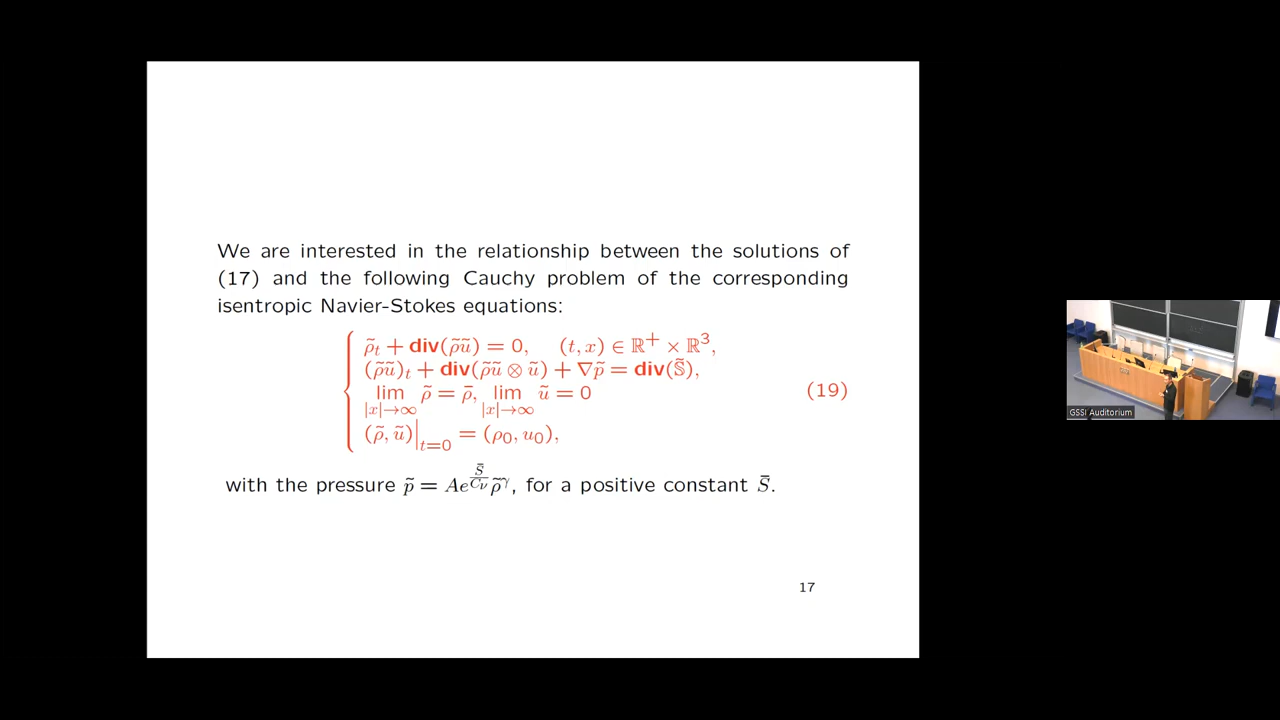 We are interested in the relationship between the solutions of
(17) and the following Cauchy problem of the corresponding
isentropic Navier-Stokes equations:
ρ̃_t + div(ρ̃ũ) = 0, (t, x) ∈ ℝ⁺ × ℝ³,
(ρ̃ũ)_t + div(ρ̃ũ ⊗ ũ) + ∇p̃ = div(𝕊̃),
lim_{|x|→∞} ρ̃ = ρ̄, lim_{|x|→∞} ũ = 0 (19)
(ρ̃, ũ)|_{t=0} = (ρ₀, u₀),
with the pressure p̃ = Ae^{S̄/C_ν} ρ̃^γ, for a positive constant S̄.
17
GSSI Auditorium